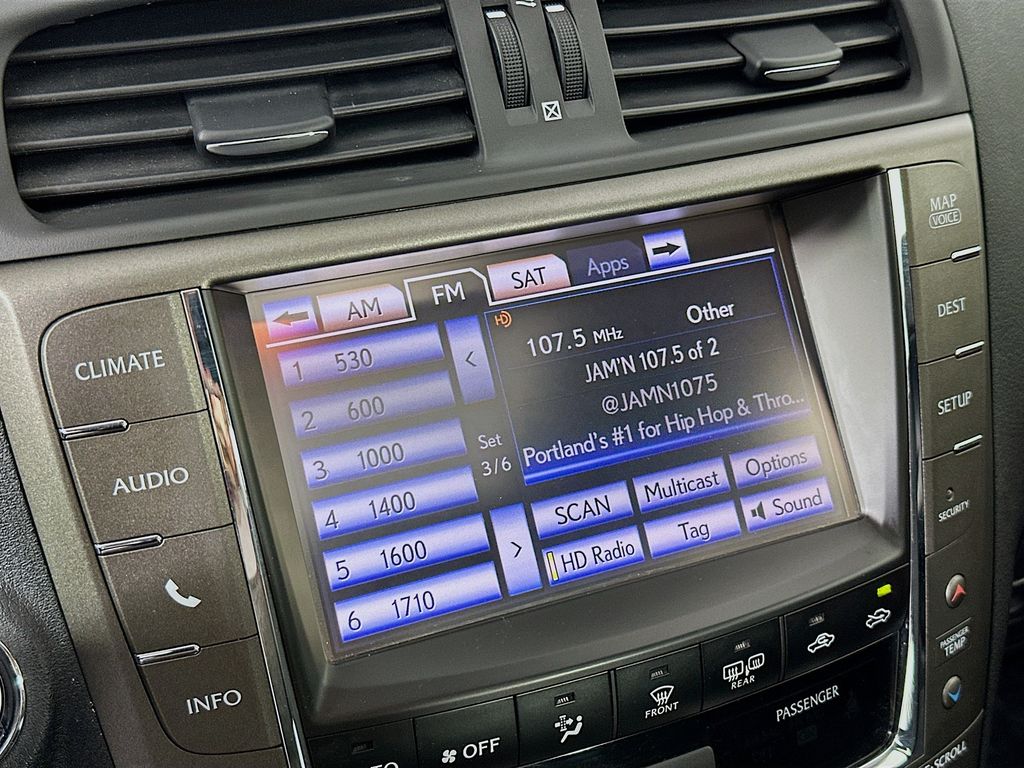 MAP
VOICE
DEST
SETUP
SECURITY
PASSENGER
TEMP
CLIMATE
AUDIO
INFO
AM
FM
SAT
Apps
1 530
2 600
3 1000
4 1400
5 1600
6 1710
<
Set
3/6
>
HD
107.5 MHz
Other
JAM'N 107.5 of 2
@JAMN1075
Portland's #1 for Hip Hop & Thro...
SCAN
Multicast
Options
HD Radio
Tag
Sound
OFF
FRONT
REAR
PASSENGER